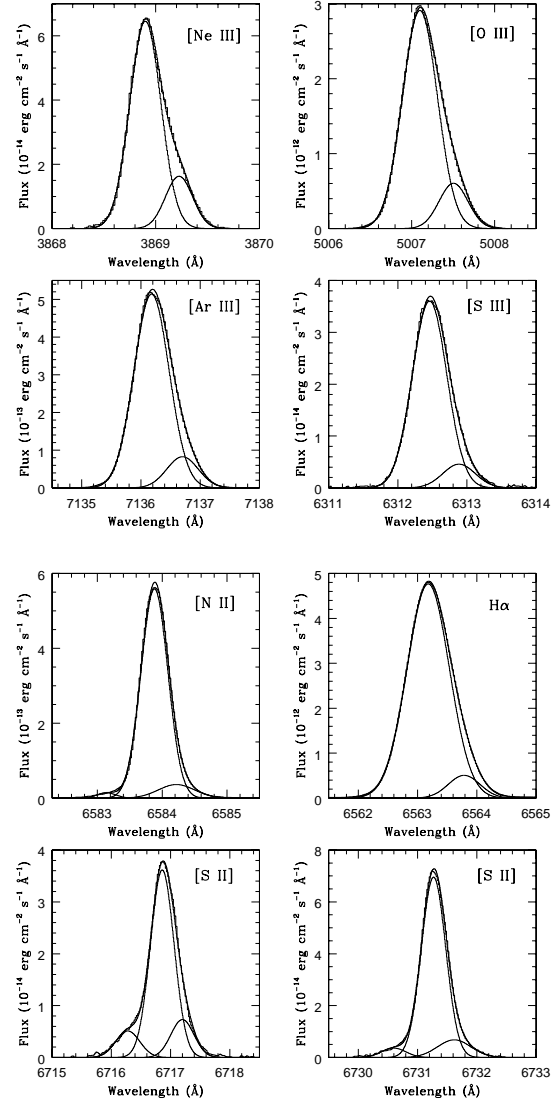 [Ne III]
Flux (10⁻¹⁴ erg cm⁻² s⁻¹ Å⁻¹)
6
4
2
0
3868 3869 3870
Wavelength (Å)
[O III]
Flux (10⁻¹² erg cm⁻² s⁻¹ Å⁻¹)
3
2
1
0
5006 5007 5008
Wavelength (Å)
[Ar III]
Flux (10⁻¹³ erg cm⁻² s⁻¹ Å⁻¹)
5
4
3
2
1
0
7135 7136 7137 7138
Wavelength (Å)
[S III]
Flux (10⁻¹⁴ erg cm⁻² s⁻¹ Å⁻¹)
4
3
2
1
0
6311 6312 6313 6314
Wavelength (Å)
[N II]
Flux (10⁻¹³ erg cm⁻² s⁻¹ Å⁻¹)
6
4
2
0
6583 6584 6585
Wavelength (Å)
Hα
Flux (10⁻¹² erg cm⁻² s⁻¹ Å⁻¹)
5
4
3
2
1
0
6562 6563 6564 6565
Wavelength (Å)
[S II]
Flux (10⁻¹⁴ erg cm⁻² s⁻¹ Å⁻¹)
4
3
2
1
0
6715 6716 6717 6718
Wavelength (Å)
[S II]
Flux (10⁻¹⁴ erg cm⁻² s⁻¹ Å⁻¹)
8
6
4
2
0
6730 6731 6732 6733
Wavelength (Å)